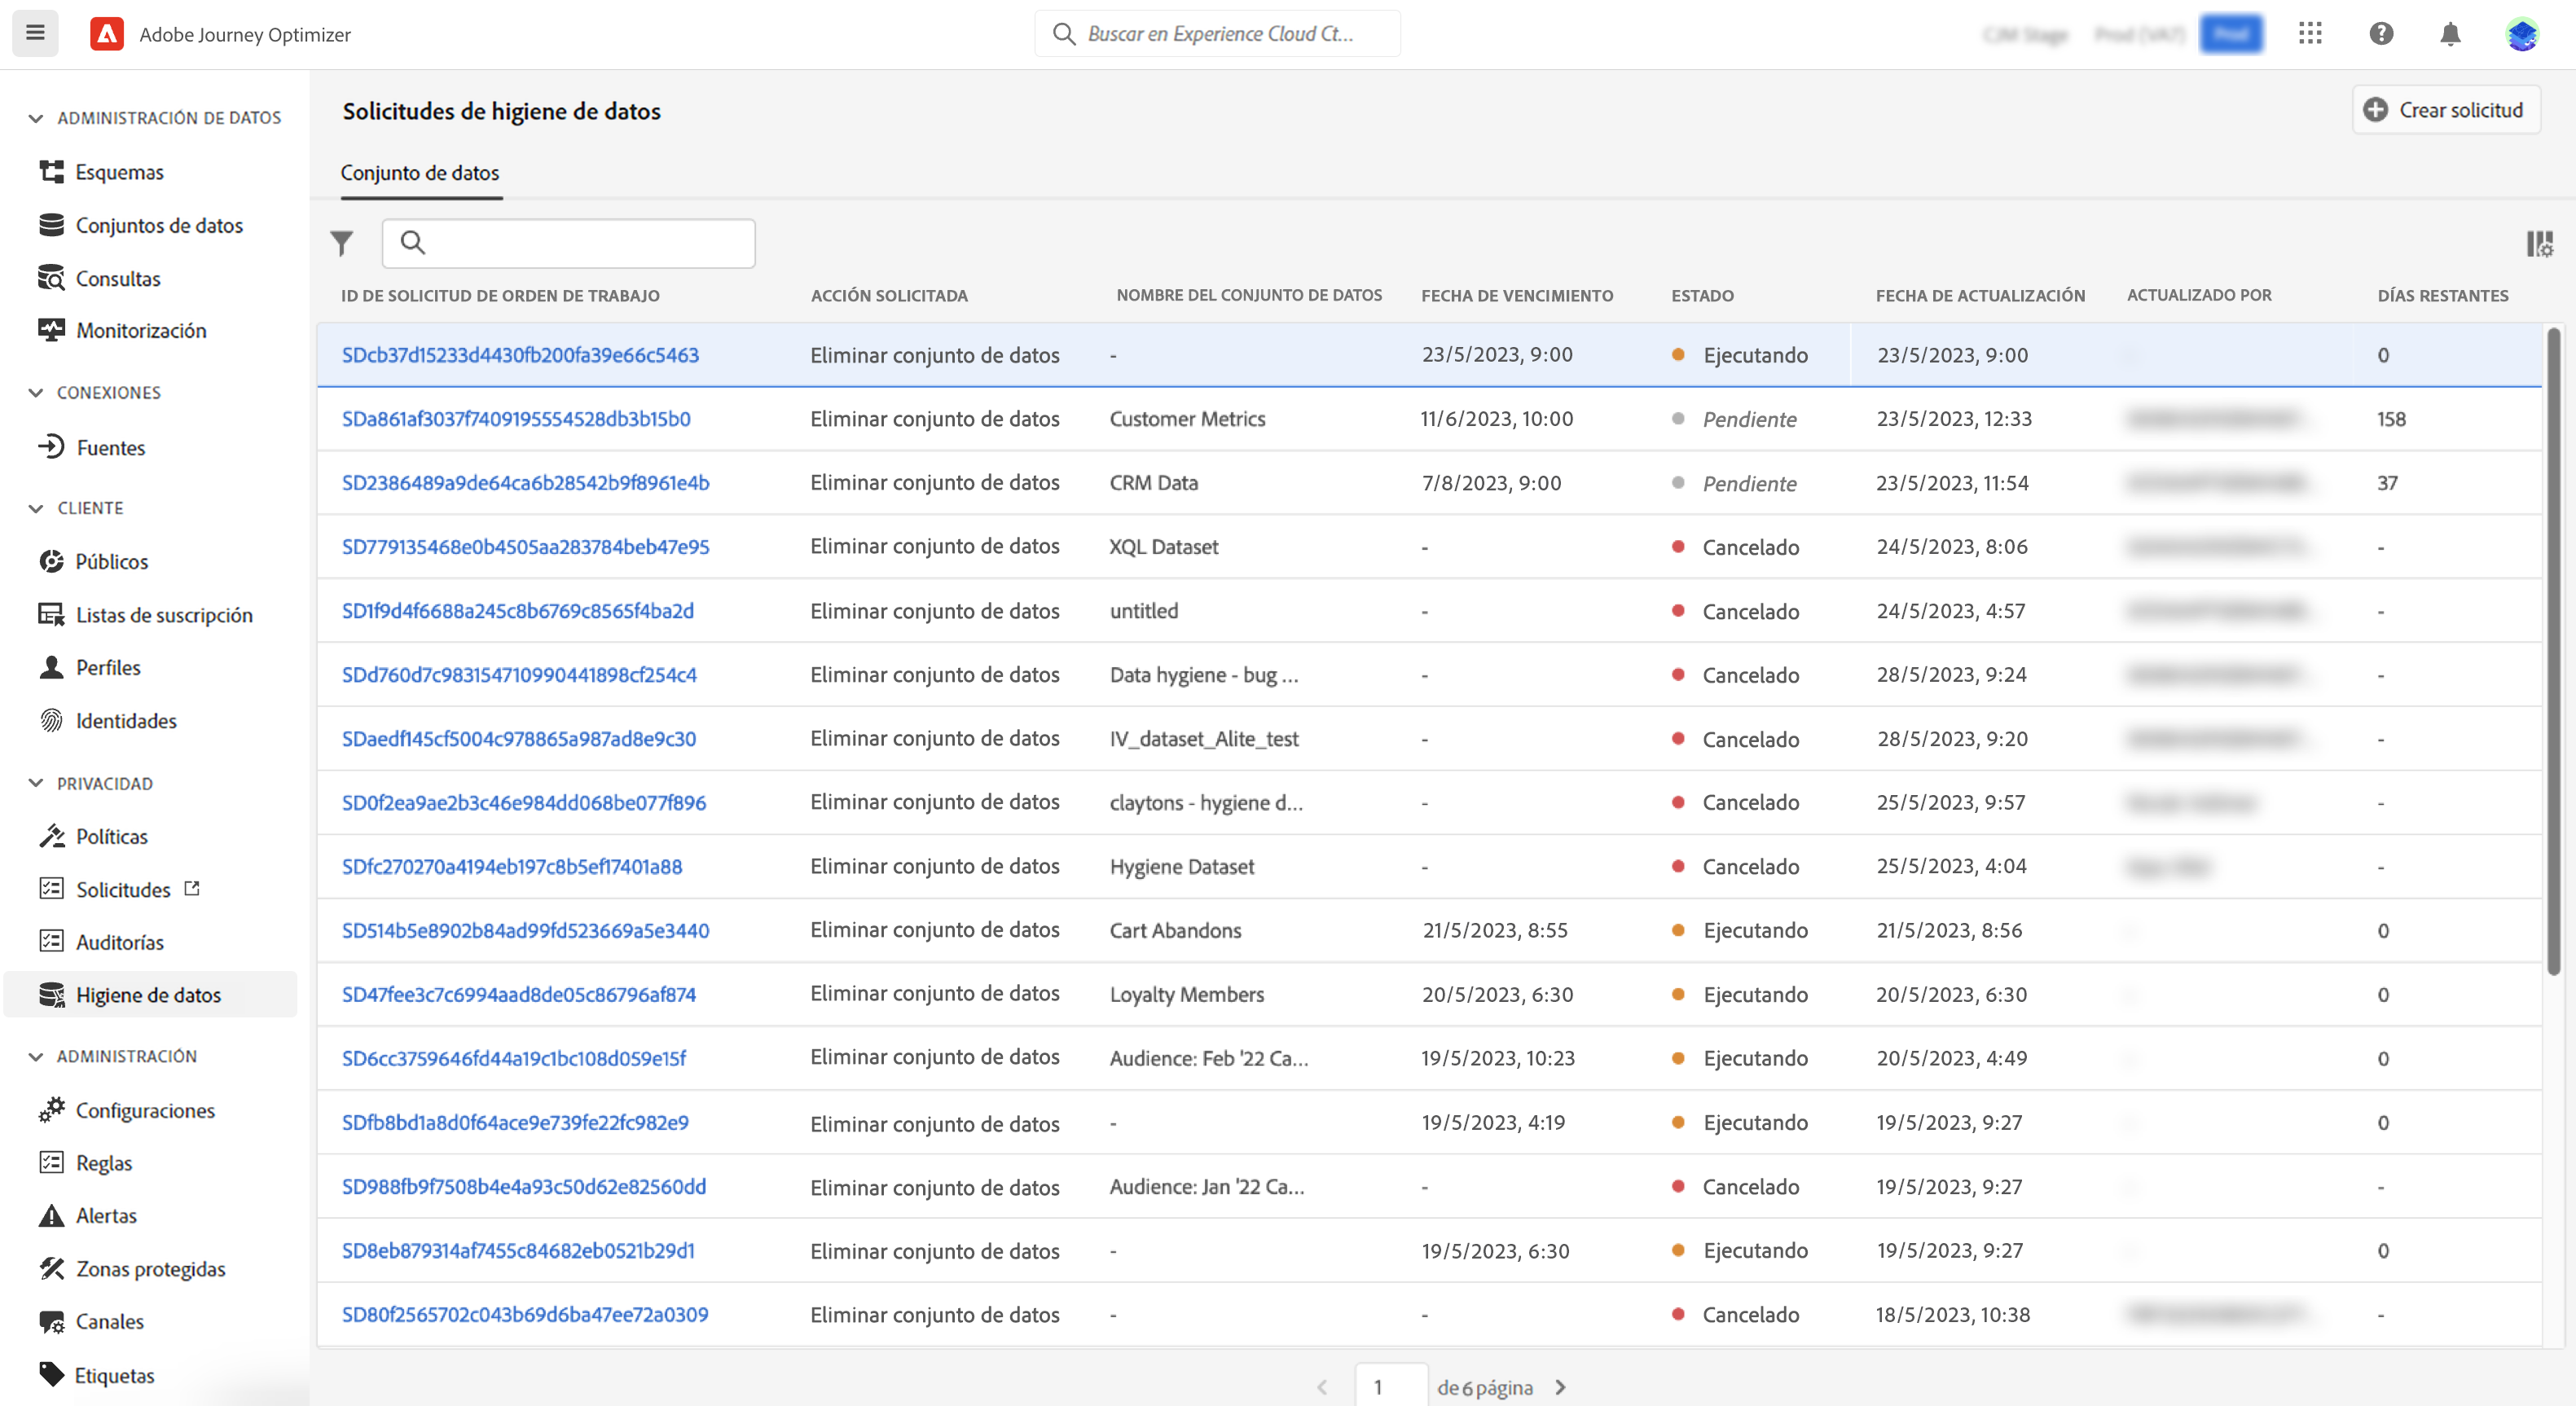 Adobe Journey Optimizer
Buscar en Experience Cloud Ct...
ADMINISTRACIÓN DE DATOS
Esquemas
Conjuntos de datos
Consultas
Monitorización
CONEXIONES
Fuentes
CLIENTE
Públicos
Listas de suscripción
Perfiles
Identidades
PRIVACIDAD
Políticas
Solicitudes
Auditorías
Higiene de datos
ADMINISTRACIÓN
Configuraciones
Reglas
Alertas
Zonas protegidas
Canales
Etiquetas
Solicitudes de higiene de datos
Crear solicitud
Conjunto de datos
ID DE SOLICITUD DE ORDEN DE TRABAJO ACCIÓN SOLICITADA NOMBRE DEL CONJUNTO DE DATOS FECHA DE VENCIMIENTO ESTADO FECHA DE ACTUALIZACIÓN ACTUALIZADO POR DÍAS RESTANTES
SDcb37d15233d4430fb200fa39e66c5463 Eliminar conjunto de datos - 23/5/2023, 9:00 Ejecutando 23/5/2023, 9:00 0
SDa861af3037f7409195554528db3b15b0 Eliminar conjunto de datos Customer Metrics 11/6/2023, 10:00 Pendiente 23/5/2023, 12:33 158
SD2386489a9de64ca6b28542b9f8961e4b Eliminar conjunto de datos CRM Data 7/8/2023, 9:00 Pendiente 23/5/2023, 11:54 37
SD779135468e0b4505aa283784beb47e95 Eliminar conjunto de datos XQL Dataset - Cancelado 24/5/2023, 8:06 -
SD1f9d4f6688a245c8b6769c8565f4ba2d Eliminar conjunto de datos untitled - Cancelado 24/5/2023, 4:57 -
SDd760d7c983154710990441898cf254c4 Eliminar conjunto de datos Data hygiene - bug ... - Cancelado 28/5/2023, 9:24 -
SDaedf145cf5004c978865a987ad8e9c30 Eliminar conjunto de datos IV_dataset_Alite_test - Cancelado 28/5/2023, 9:20 -
SD0f2ea9ae2b3c46e984dd068be077f896 Eliminar conjunto de datos claytons - hygiene d... - Cancelado 25/5/2023, 9:57 -
SDfc270270a4194eb197c8b5ef17401a88 Eliminar conjunto de datos Hygiene Dataset - Cancelado 25/5/2023, 4:04 -
SD514b5e8902b84ad99fd523669a5e3440 Eliminar conjunto de datos Cart Abandons 21/5/2023, 8:55 Ejecutando 21/5/2023, 8:56 0
SD47fee3c7c6994aad8de05c86796af874 Eliminar conjunto de datos Loyalty Members 20/5/2023, 6:30 Ejecutando 20/5/2023, 6:30 0
SD6cc3759646fd44a19c1bc108d059e15f Eliminar conjunto de datos Audience: Feb '22 Ca... 19/5/2023, 10:23 Ejecutando 20/5/2023, 4:49 0
SDfb8bd1a8d0f64ace9e739fe22fc982e9 Eliminar conjunto de datos - 19/5/2023, 4:19 Ejecutando 19/5/2023, 9:27 0
SD988fb9f7508b4e4a93c50d62e82560dd Eliminar conjunto de datos Audience: Jan '22 Ca... - Cancelado 19/5/2023, 9:27 -
SD8eb879314af7455c84682eb0521b29d1 Eliminar conjunto de datos - 19/5/2023, 6:30 Ejecutando 19/5/2023, 9:27 0
SD80f2565702c043b69d6ba47ee72a0309 Eliminar conjunto de datos - - Cancelado 18/5/2023, 10:38 -
1 de 6 página